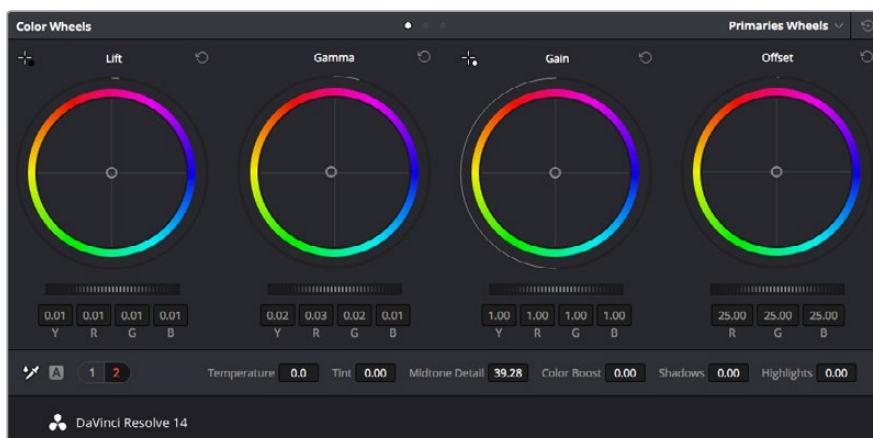 Color Wheels Primaries Wheels
Lift Gamma Gain Offset
0.01 0.01 0.01 0.01 0.02 0.03 0.02 0.01 1.00 1.00 1.00 1.00 25.00 25.00 25.00
Y R G B Y R G B Y R G B R G B
A 1 2 Temperature 0.0 Tint 0.00 Midtone Detail 39.28 Color Boost 0.00 Shadows 0.00 Highlights 0.00
DaVinci Resolve 14